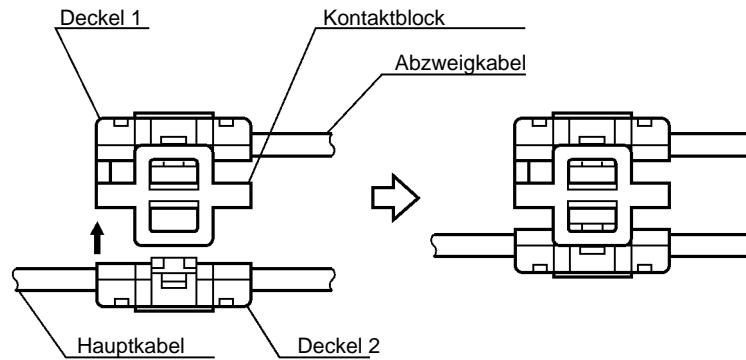 Deckel 1
Kontaktblock
Abzweigkabel
Hauptkabel
Deckel 2